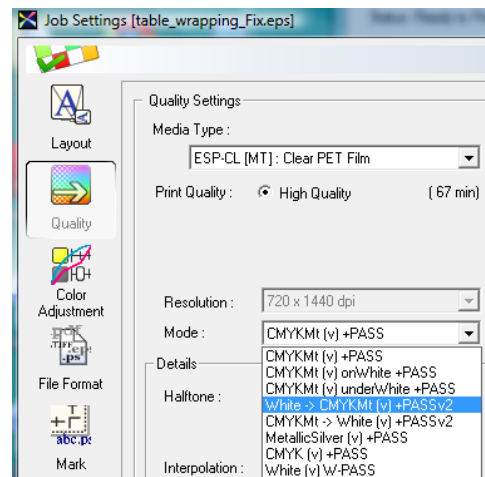 Job Settings [table_wrapping_Fix.eps]
Layout
Quality
Color
Adjustment
File Format
Mark
Quality Settings
Media Type :
ESP-CL [MT] : Clear PET Film
Print Quality :
High Quality
( 67 min)
Resolution :
720 x 1440 dpi
Mode :
CMYKMt (v) +PASS
CMYKMt (v) +PASS
CMYKMt (v) onWhite +PASS
CMYKMt (v) underWhite +PASS
White -> CMYKMt (v) +PASSv2
CMYKMt -> White (v) +PASSv2
MetallicSilver (v) +PASS
CMYK (v) +PASS
White (v) W-PASS
Details
Halftone :
Interpolation :